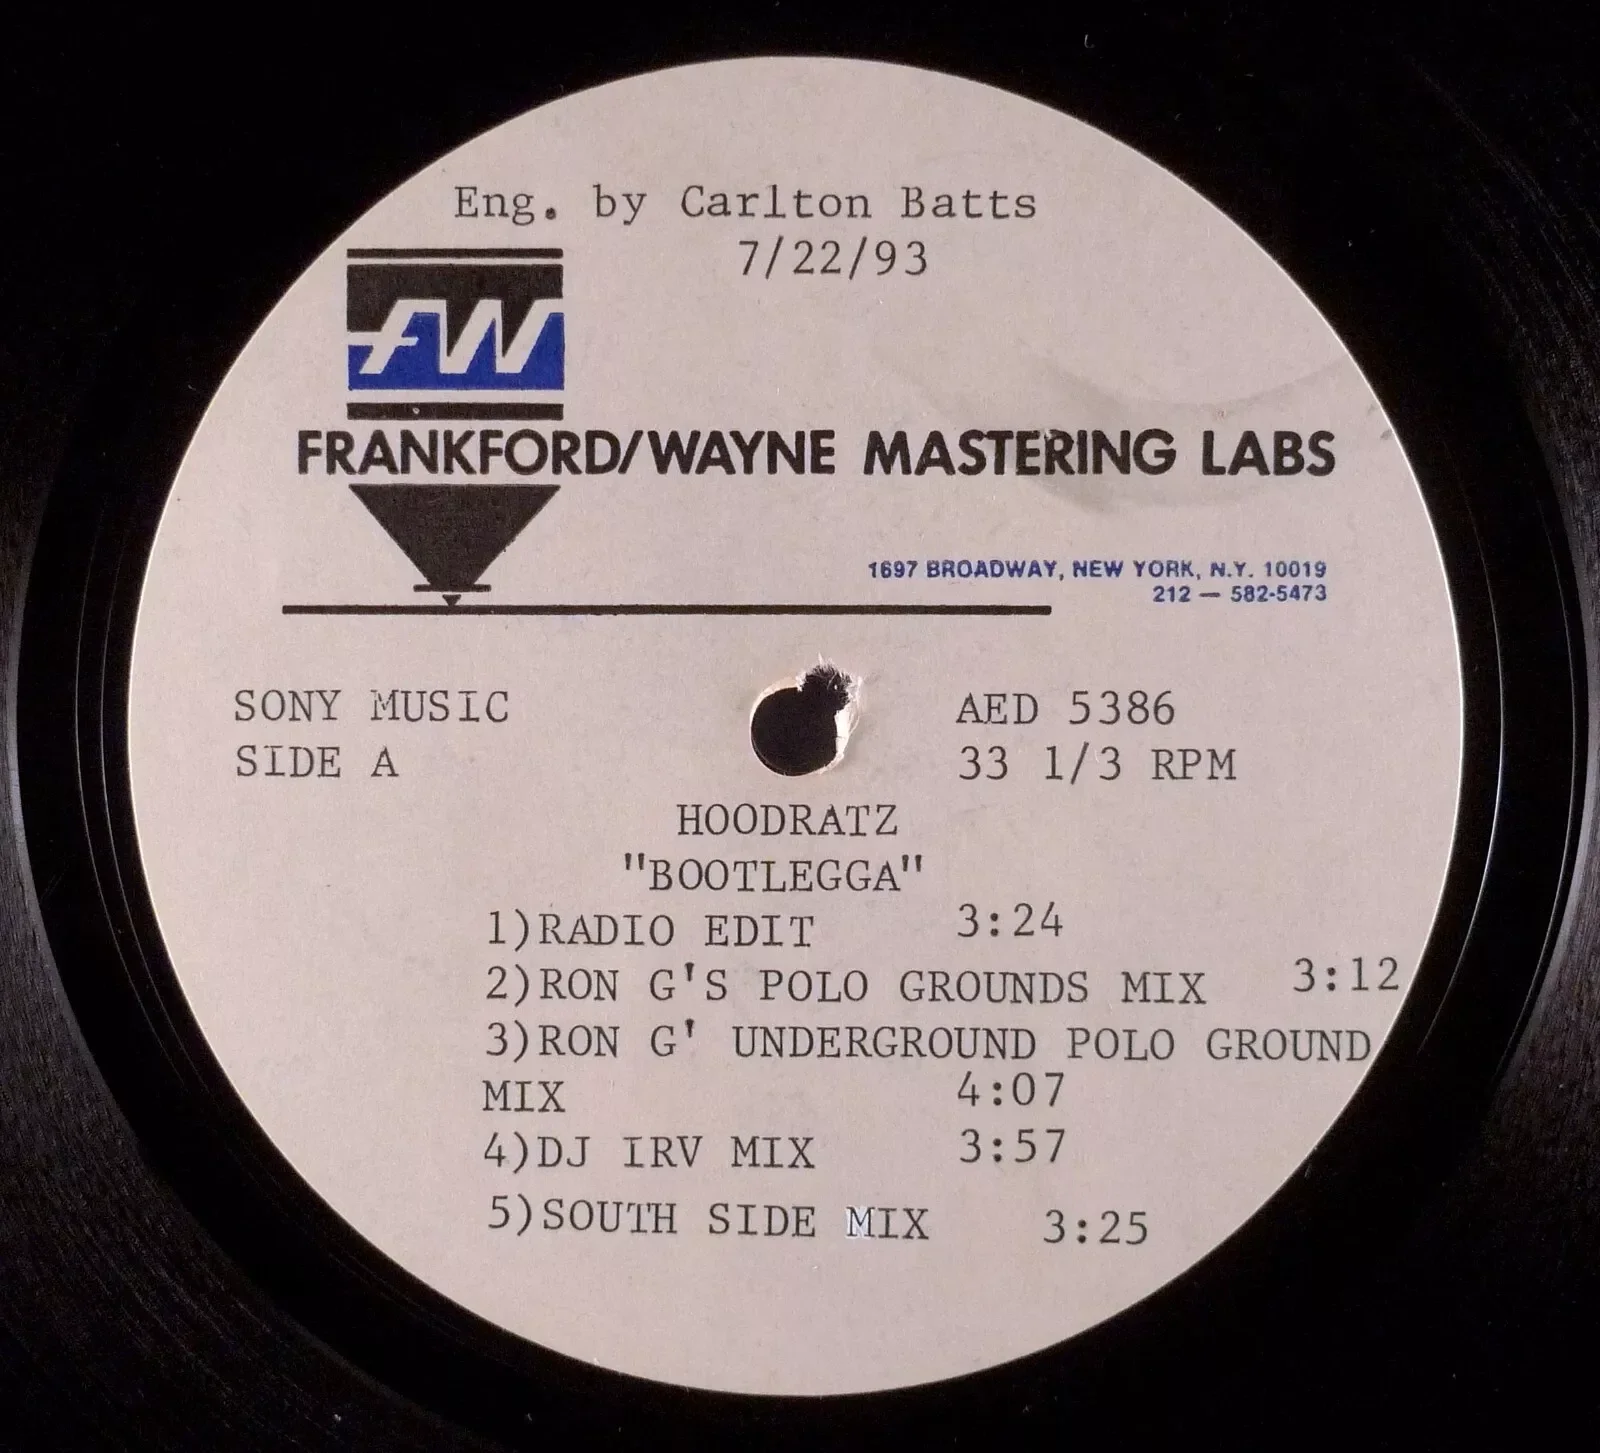 Eng. by Carlton Batts
7/22/93
FW
FRANKFORD/WAYNE MASTERING LABS
1697 BROADWAY, NEW YORK, N.Y. 10019
212 — 582-5473
SONY MUSIC AED 5386
SIDE A 33 1/3 RPM
HOODRATZ
"BOOTLEGGA"
1)RADIO EDIT 3:24
2)RON G'S POLO GROUNDS MIX 3:12
3)RON G' UNDERGROUND POLO GROUND
MIX 4:07
4)DJ IRV MIX 3:57
5)SOUTH SIDE MIX 3:25